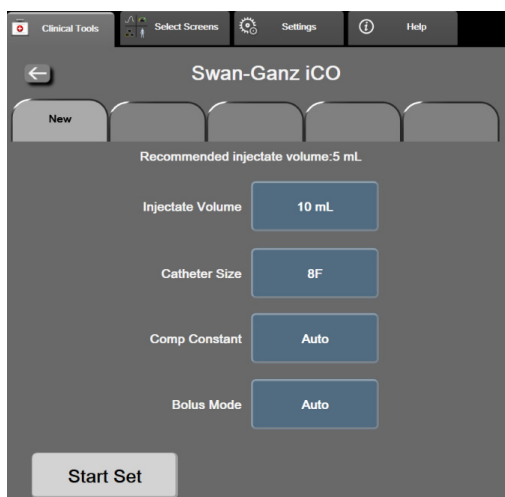 Clinical Tools Select Screens Settings Help
Swan-Ganz iCO
New
Recommended injectate volume:5 mL
Injectate Volume 10 mL
Catheter Size 8F
Comp Constant Auto
Bolus Mode Auto
Start Set